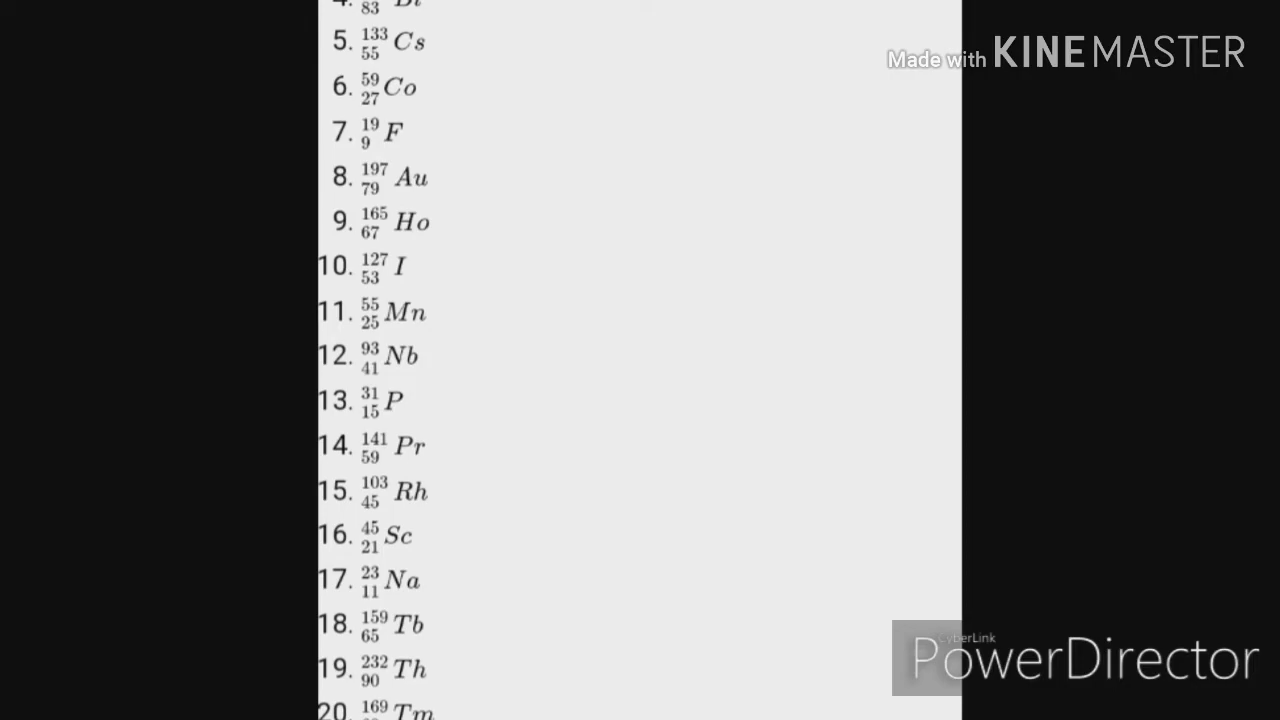 83
5. 133 55 Cs
6. 59 27 Co
7. 19 9 F
8. 197 79 Au
9. 165 67 Ho
10. 127 53 I
11. 55 25 Mn
12. 93 41 Nb
13. 31 15 P
14. 141 59 Pr
15. 103 45 Rh
16. 45 21 Sc
17. 23 11 Na
18. 159 65 Tb
19. 232 90 Th
20. 169 Tm
Made with KINEMASTER
CyberLink
PowerDirector